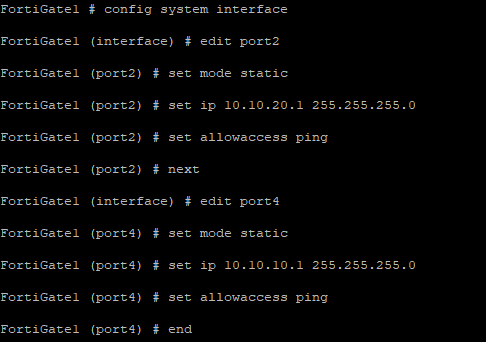 FortiGate1 # config system interface
FortiGate1 (interface) # edit port2
FortiGate1 (port2) # set mode static
FortiGate1 (port2) # set ip 10.10.20.1 255.255.255.0
FortiGate1 (port2) # set allowaccess ping
FortiGate1 (port2) # next
FortiGate1 (interface) # edit port4
FortiGate1 (port4) # set mode static
FortiGate1 (port4) # set ip 10.10.10.1 255.255.255.0
FortiGate1 (port4) # set allowaccess ping
FortiGate1 (port4) # end